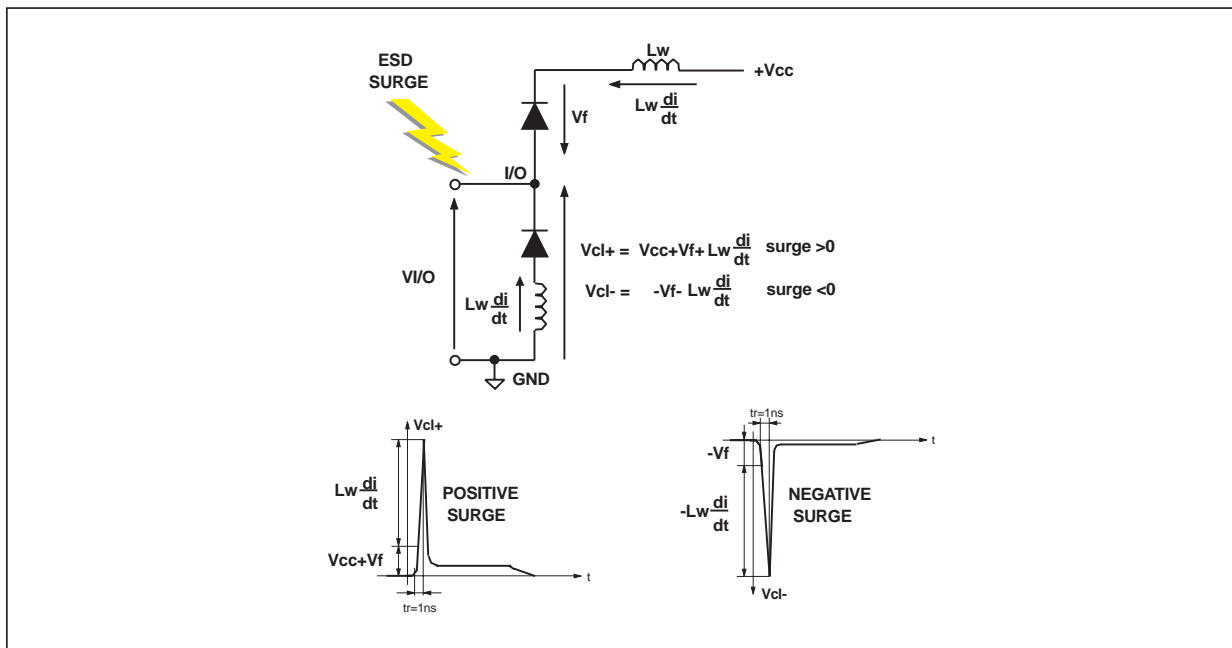 ESD
SURGE
Lw
+Vcc
Lw di/dt
Vf
I/O
Vcl+ = Vcc+Vf+ Lw di/dt surge >0
VI/O
Vcl- = -Vf- Lw di/dt surge <0
Lw di/dt
GND
Vcl+
tr=1ns
t
-Vf
Lw di/dt
POSITIVE
SURGE
-Lw di/dt
NEGATIVE
SURGE
Vcc+Vf
t
Vcl-
tr=1ns